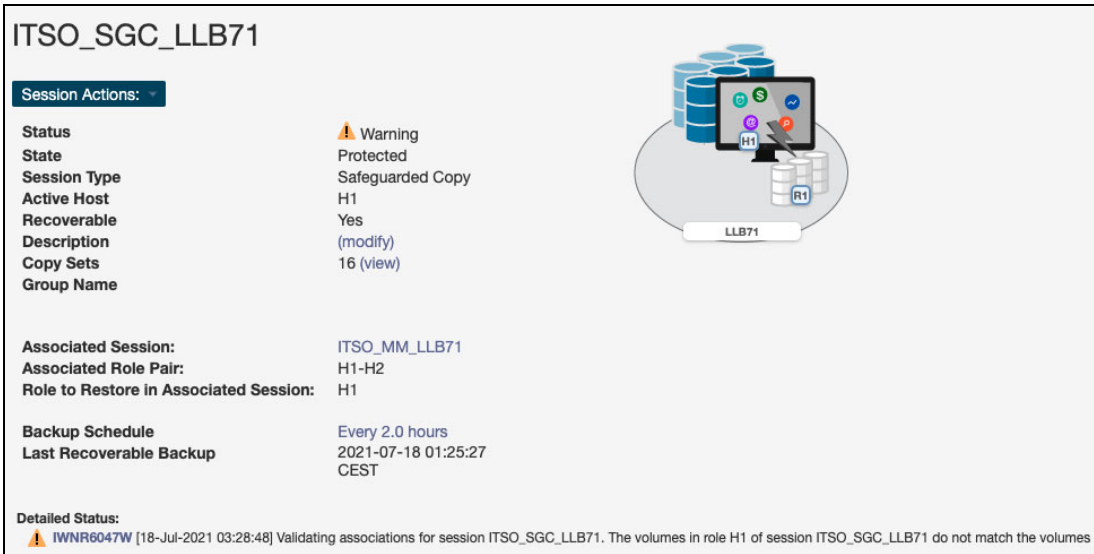 ITSO_SGC_LLB71
Session Actions:
Status Warning
State Protected
Session Type Safeguarded Copy
Active Host H1
Recoverable Yes
Description (modify)
Copy Sets 16 (view)
Group Name
H1
R1
LLB71
Associated Session: ITSO_MM_LLB71
Associated Role Pair: H1-H2
Role to Restore in Associated Session: H1
Backup Schedule Every 2.0 hours
Last Recoverable Backup 2021-07-18 01:25:27
CEST
Detailed Status:
IWNR6047W [18-Jul-2021 03:28:48] Validating associations for session ITSO_SGC_LLB71. The volumes in role H1 of session ITSO_SGC_LLB71 do not match the volumes